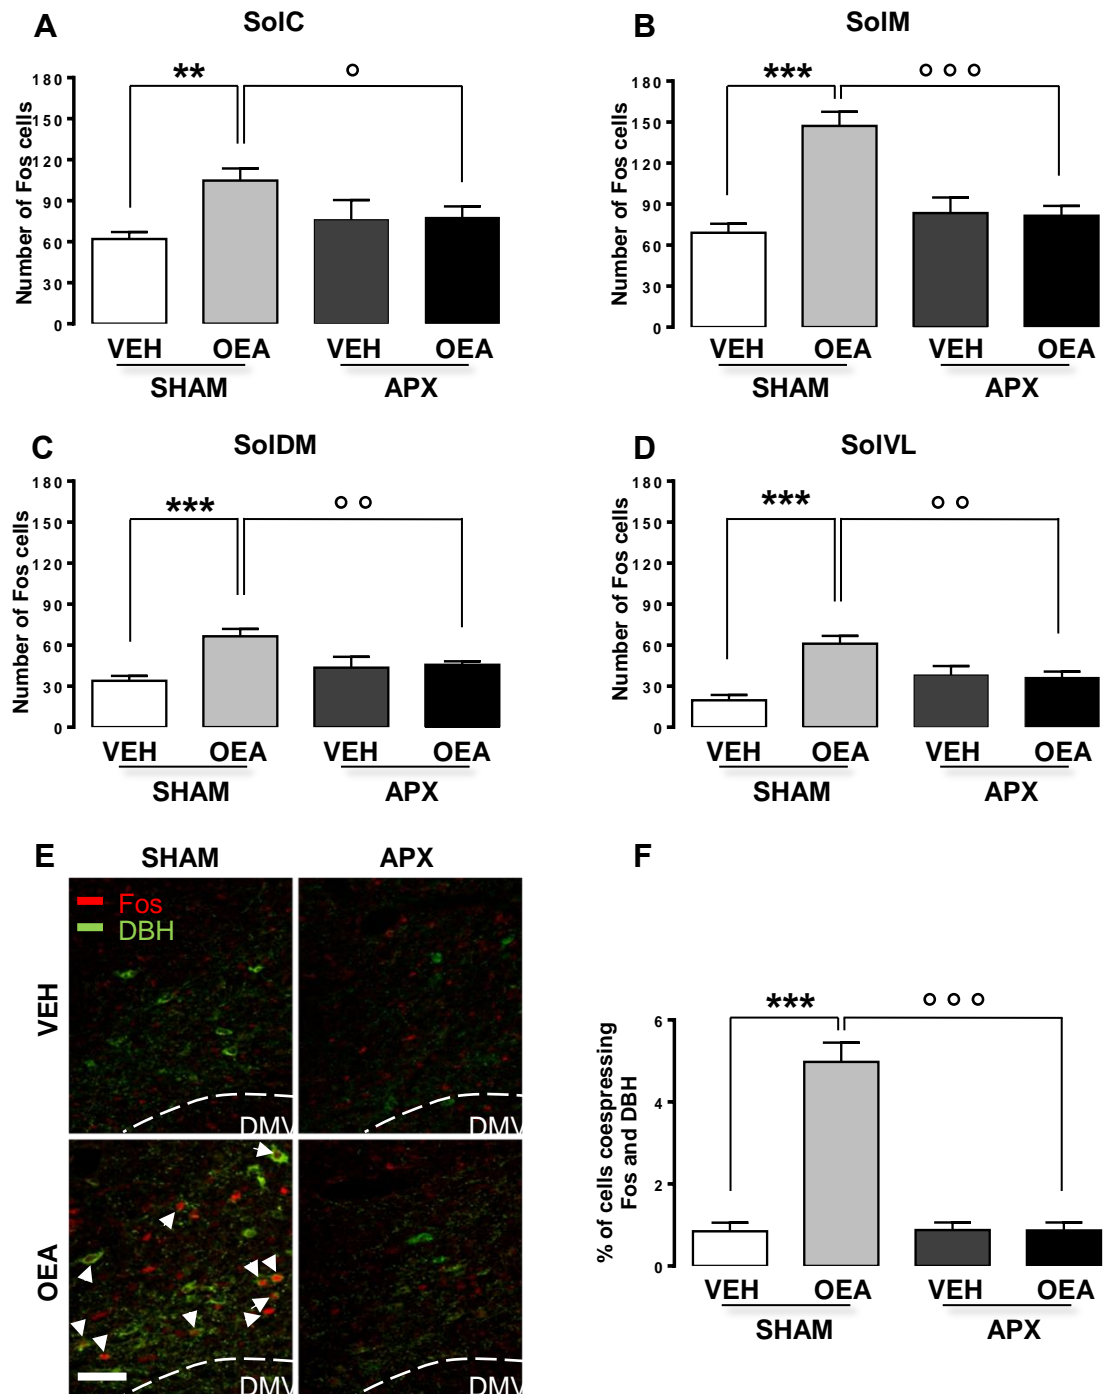 A
SolC
**
○
Number of Fos cells
180
150
120
90
60
30
0
VEH OEA VEH OEA
SHAM APX
B
SolM
***
○ ○ ○
Number of Fos cells
180
150
120
90
60
30
0
VEH OEA VEH OEA
SHAM APX
C
SolDM
***
○ ○
Number of Fos cells
180
150
120
90
60
30
0
VEH OEA VEH OEA
SHAM APX
D
SolVL
***
○ ○
Number of Fos cells
180
150
120
90
60
30
0
VEH OEA VEH OEA
SHAM APX
E
SHAM APX
Fos
DBH
VEH
DMV
DMV
OEA
DMV
DMV
F
***
○ ○ ○
% of cells coespressing
Fos and DBH
6
4
2
0
VEH OEA VEH OEA
SHAM APX